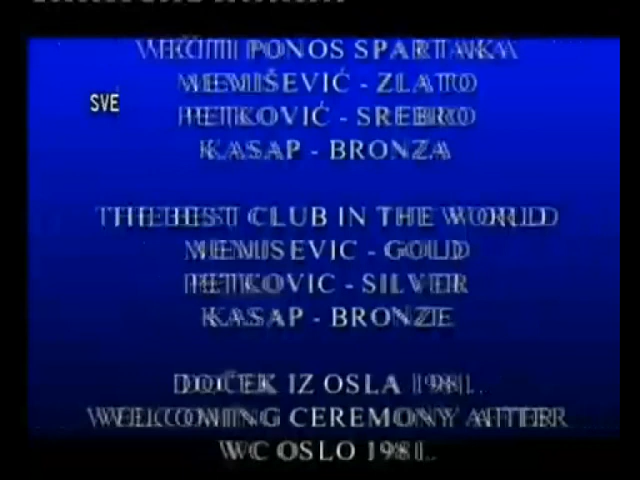 VEČITI PONOS SPARTAKA
MEMIŠEVIĆ - ZLATO
SVE
PETKOVIĆ - SREBRO
KASAP - BRONZA
THE BEST CLUB IN THE WORLD
MEMISEVIC - GOLD
PETKOVIC - SILVER
KASAP - BRONZE
DOČEK IZ OSLA 1981.
WELCOMING CEREMONY AFTER
WC OSLO 1981.